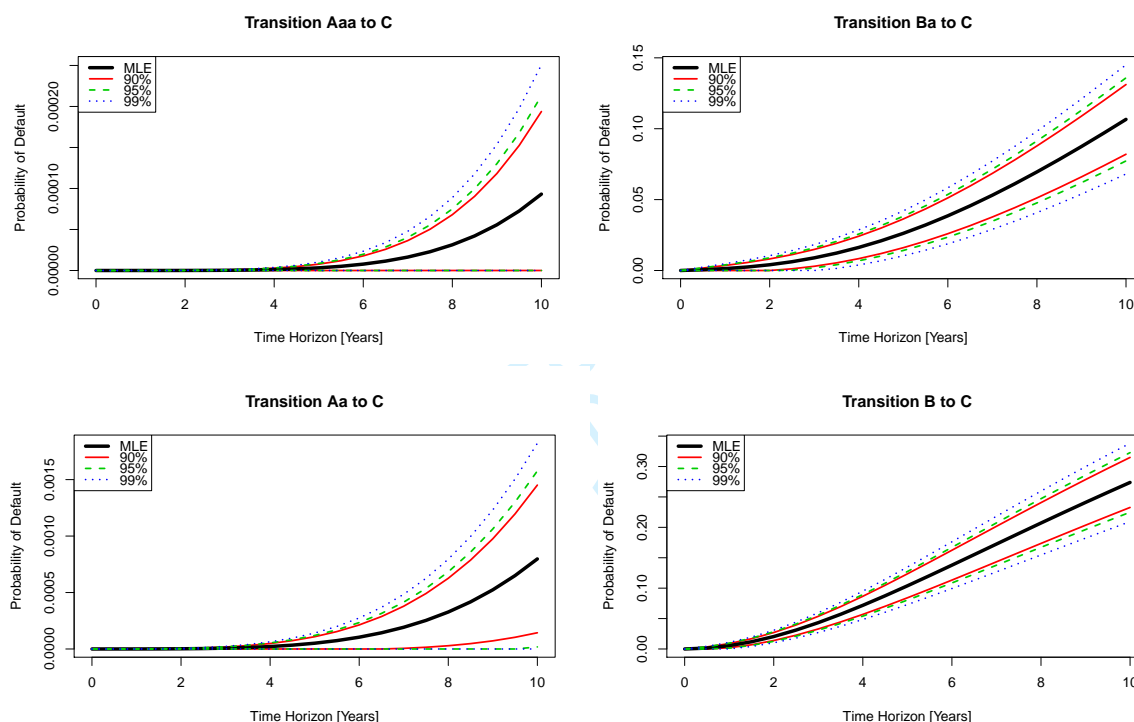 Transition Aaa to C
MLE
90%
95%
99%
Probability of Default
0.00000
0.00010
0.00020
0 2 4 6 8 10
Time Horizon [Years]
Transition Ba to C
MLE
90%
95%
99%
Probability of Default
0.00
0.05
0.10
0.15
0 2 4 6 8 10
Time Horizon [Years]
Transition Aa to C
MLE
90%
95%
99%
Probability of Default
0.0000
0.0005
0.0010
0.0015
0 2 4 6 8 10
Time Horizon [Years]
Transition B to C
MLE
90%
95%
99%
Probability of Default
0.00
0.10
0.20
0.30
0 2 4 6 8 10
Time Horizon [Years]